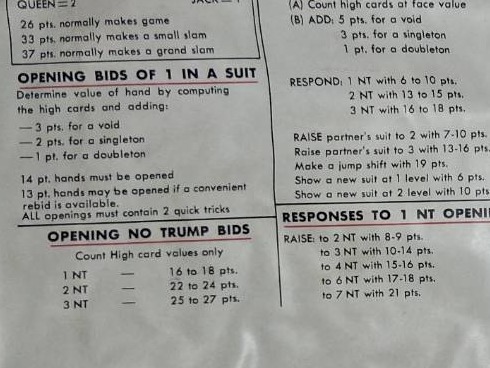 QUEEN = 2
26 pts. normally makes game
33 pts. normally makes a small slam
37 pts. normally makes a grand slam
OPENING BIDS OF 1 IN A SUIT
Determine value of hand by computing
the high cards and adding:
— 3 pts. for a void
— 2 pts. for a singleton
— 1 pt. for a doubleton
14 pt. hands must be opened
13 pt. hands may be opened if a convenient
rebid is available.
ALL openings must contain 2 quick tricks
OPENING NO TRUMP BIDS
Count High card values only
1 NT — 16 to 18 pts.
2 NT — 22 to 24 pts.
3 NT — 25 to 27 pts.
(A) Count high cards at face value
(B) ADD: 5 pts. for a void
3 pts. for a singleton
1 pt. for a doubleton
RESPOND: 1 NT with 6 to 10 pts.
2 NT with 13 to 15 pts.
3 NT with 16 to 18 pts.
RAISE partner's suit to 2 with 7-10 pts.
Raise partner's suit to 3 with 13-16 pts.
Make a jump shift with 19 pts.
Show a new suit at 1 level with 6 pts.
Show a new suit at 2 level with 10 pts
RESPONSES TO 1 NT OPENI
RAISE: to 2 NT with 8-9 pts.
to 3 NT with 10-14 pts.
to 4 NT with 15-16 pts.
to 6 NT with 17-18 pts.
to 7 NT with 21 pts.